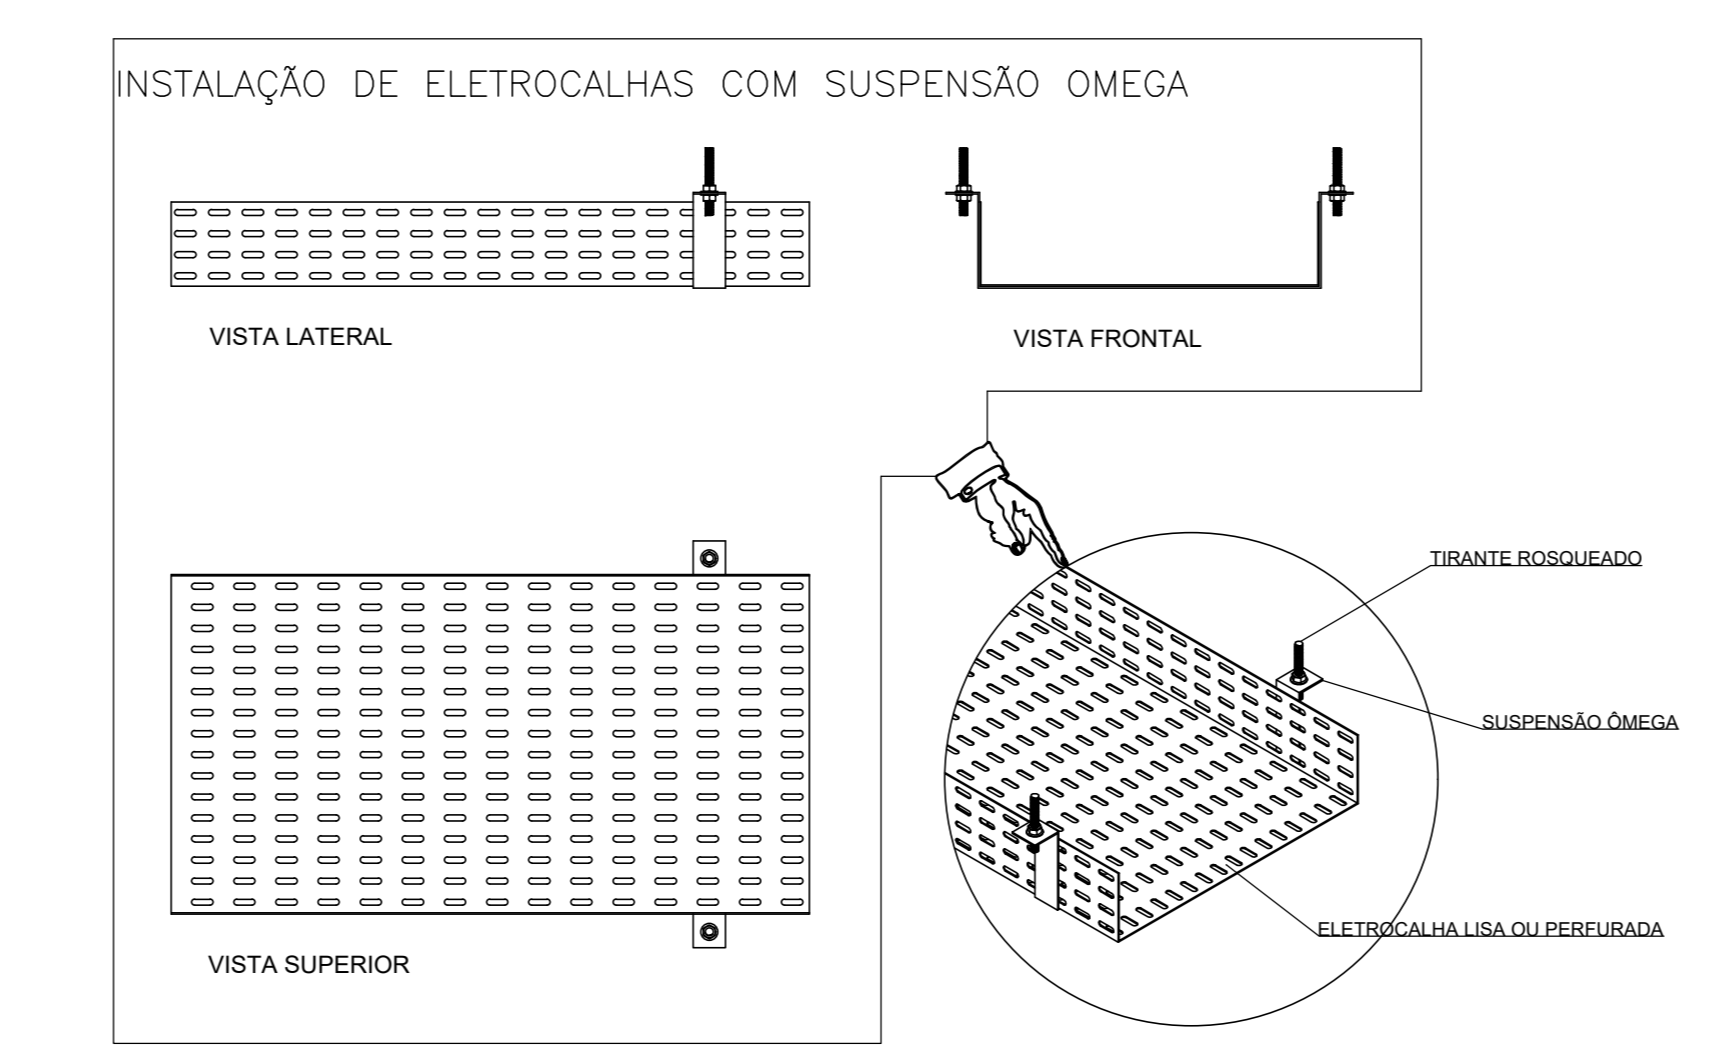 INSTALAÇÃO DE ELETROCALHAS COM SUSPENSÃO OMEGA
VISTA LATERAL
VISTA FRONTAL
TIRANTE ROSQUEADO
SUSPENSÃO ÔMEGA
ELETROCALHA LISA OU PERFURADA
VISTA SUPERIOR